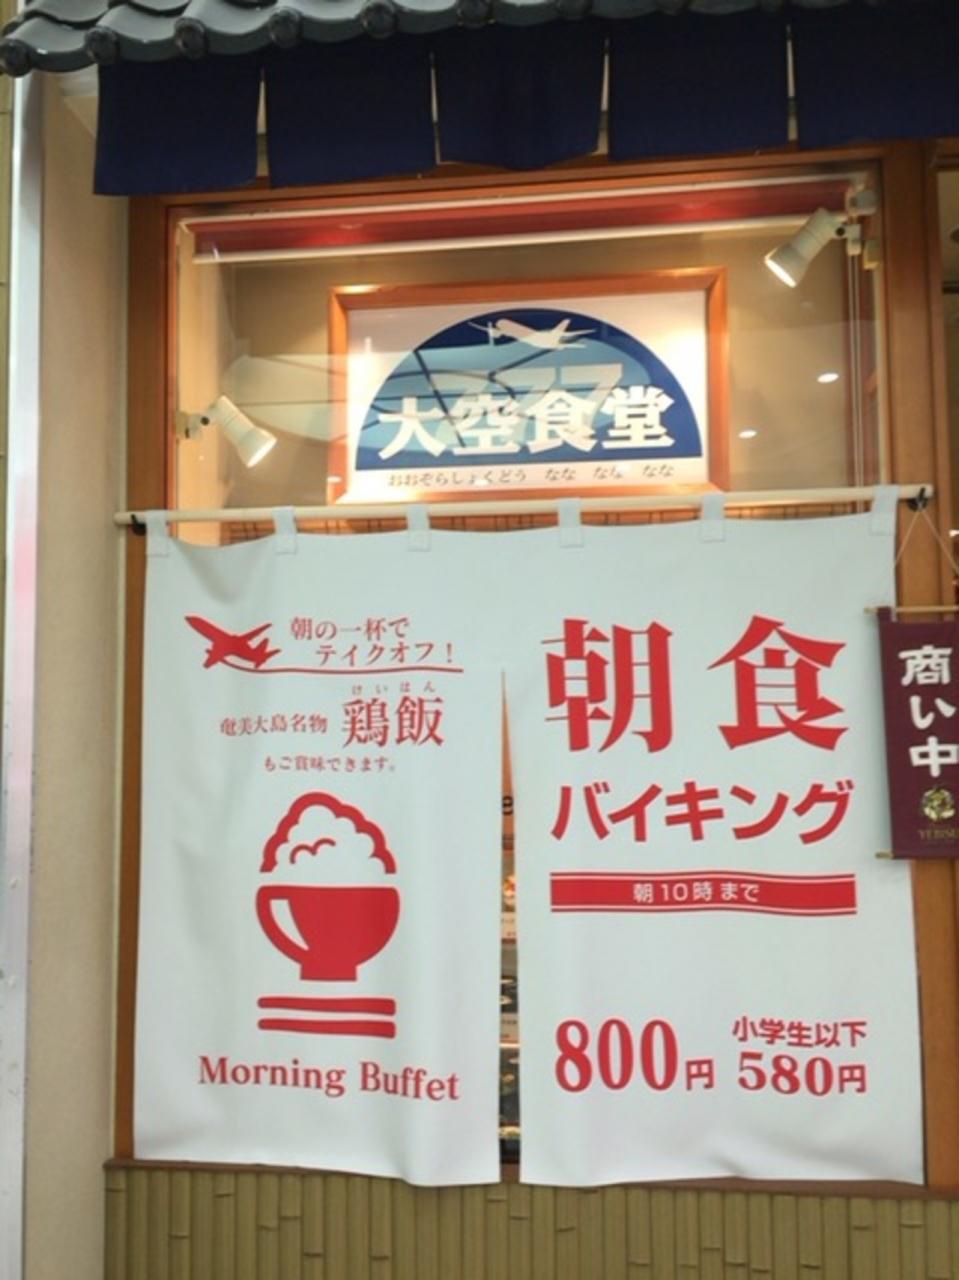 777
大空食堂
おおぞらしょくどう なな なな なな
朝の一杯で
テイクオフ！
けいはん
奄美大島名物 鶏飯
もご賞味できます。
Morning Buffet
朝食
バイキング
朝10時まで
800円
小学生以下
580円
商い中
YEBISU